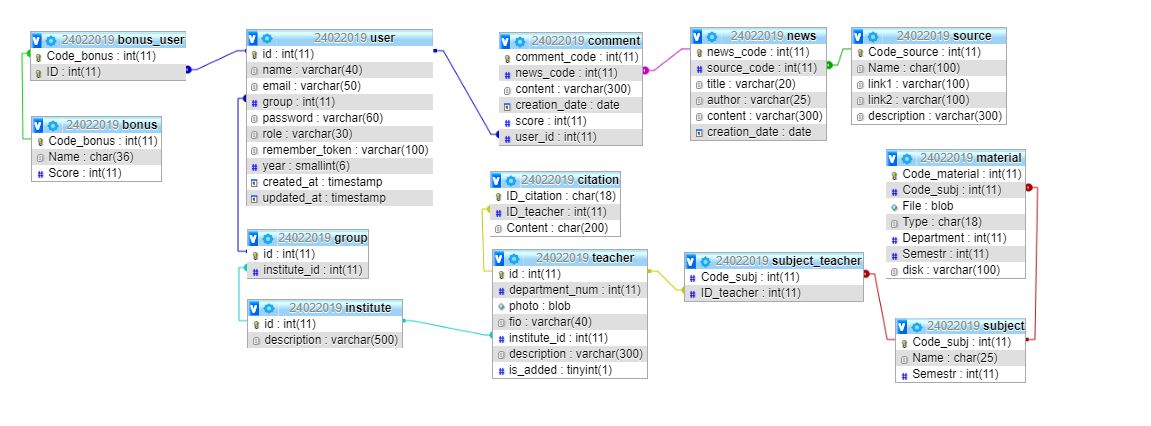 24022019 bonus_user
Code_bonus : int(11)
ID : int(11)
24022019 bonus
Code_bonus : int(11)
Name : char(36)
Score : int(11)
24022019 user
id : int(11)
name : varchar(40)
email : varchar(50)
group : int(11)
password : varchar(60)
role : varchar(30)
remember_token : varchar(100)
year : smallint(6)
created_at : timestamp
updated_at : timestamp
24022019 group
id : int(11)
institute_id : int(11)
24022019 institute
id : int(11)
description : varchar(500)
24022019 comment
comment_code : int(11)
news_code : int(11)
content : varchar(300)
creation_date : date
score : int(11)
user_id : int(11)
24022019 citation
ID_citation : char(18)
ID_teacher : int(11)
Content : char(200)
24022019 teacher
id : int(11)
department_num : int(11)
photo : blob
fio : varchar(40)
institute_id : int(11)
description : varchar(300)
is_added : tinyint(1)
24022019 news
news_code : int(11)
source_code : int(11)
title : varchar(20)
author : varchar(25)
content : varchar(300)
creation_date : date
24022019 source
Code_source : int(11)
Name : char(100)
link1 : varchar(100)
link2 : varchar(100)
description : varchar(300)
24022019 subject_teacher
Code_subj : int(11)
ID_teacher : int(11)
24022019 material
Code_material : int(11)
Code_subj : int(11)
File : blob
Type : char(18)
Department : int(11)
Semestr : int(11)
disk : varchar(100)
24022019 subject
Code_subj : int(11)
Name : char(25)
Semestr : int(11)